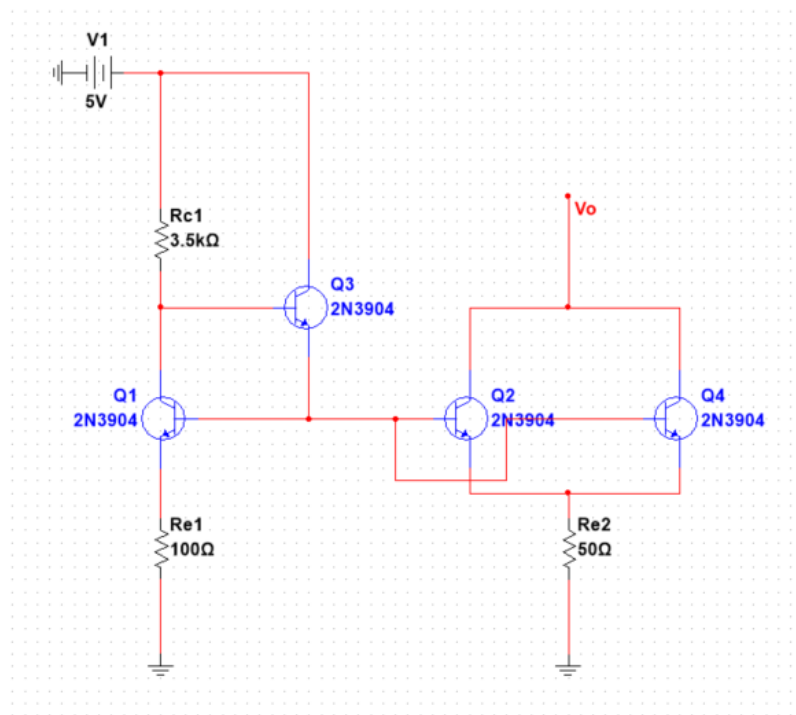 V1
5V
Rc1
3.5kΩ
Vo
Q3
2N3904
Q1
2N3904
Q2
2N3904
Q4
2N3904
Re1
100Ω
Re2
50Ω